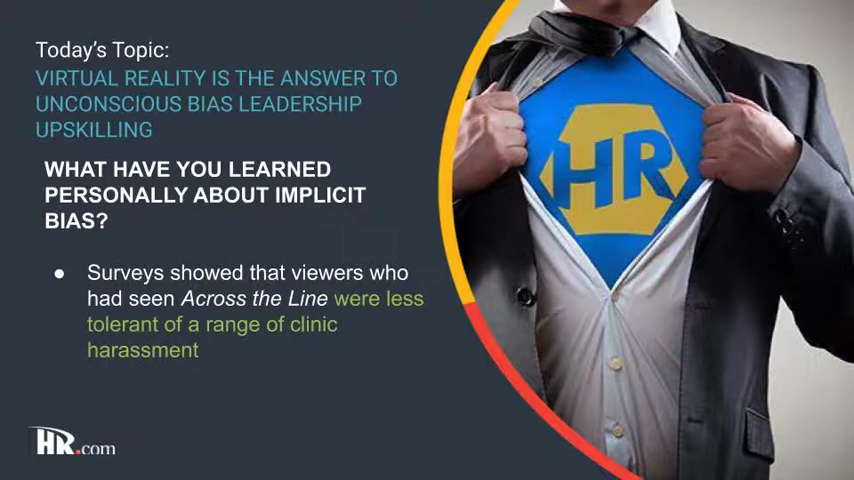 Today's Topic:
VIRTUAL REALITY IS THE ANSWER TO
UNCONSCIOUS BIAS LEADERSHIP
UPSKILLING
WHAT HAVE YOU LEARNED
PERSONALLY ABOUT IMPLICIT
BIAS?
● Surveys showed that viewers who
had seen Across the Line were less
tolerant of a range of clinic
harassment
HR
HR.com